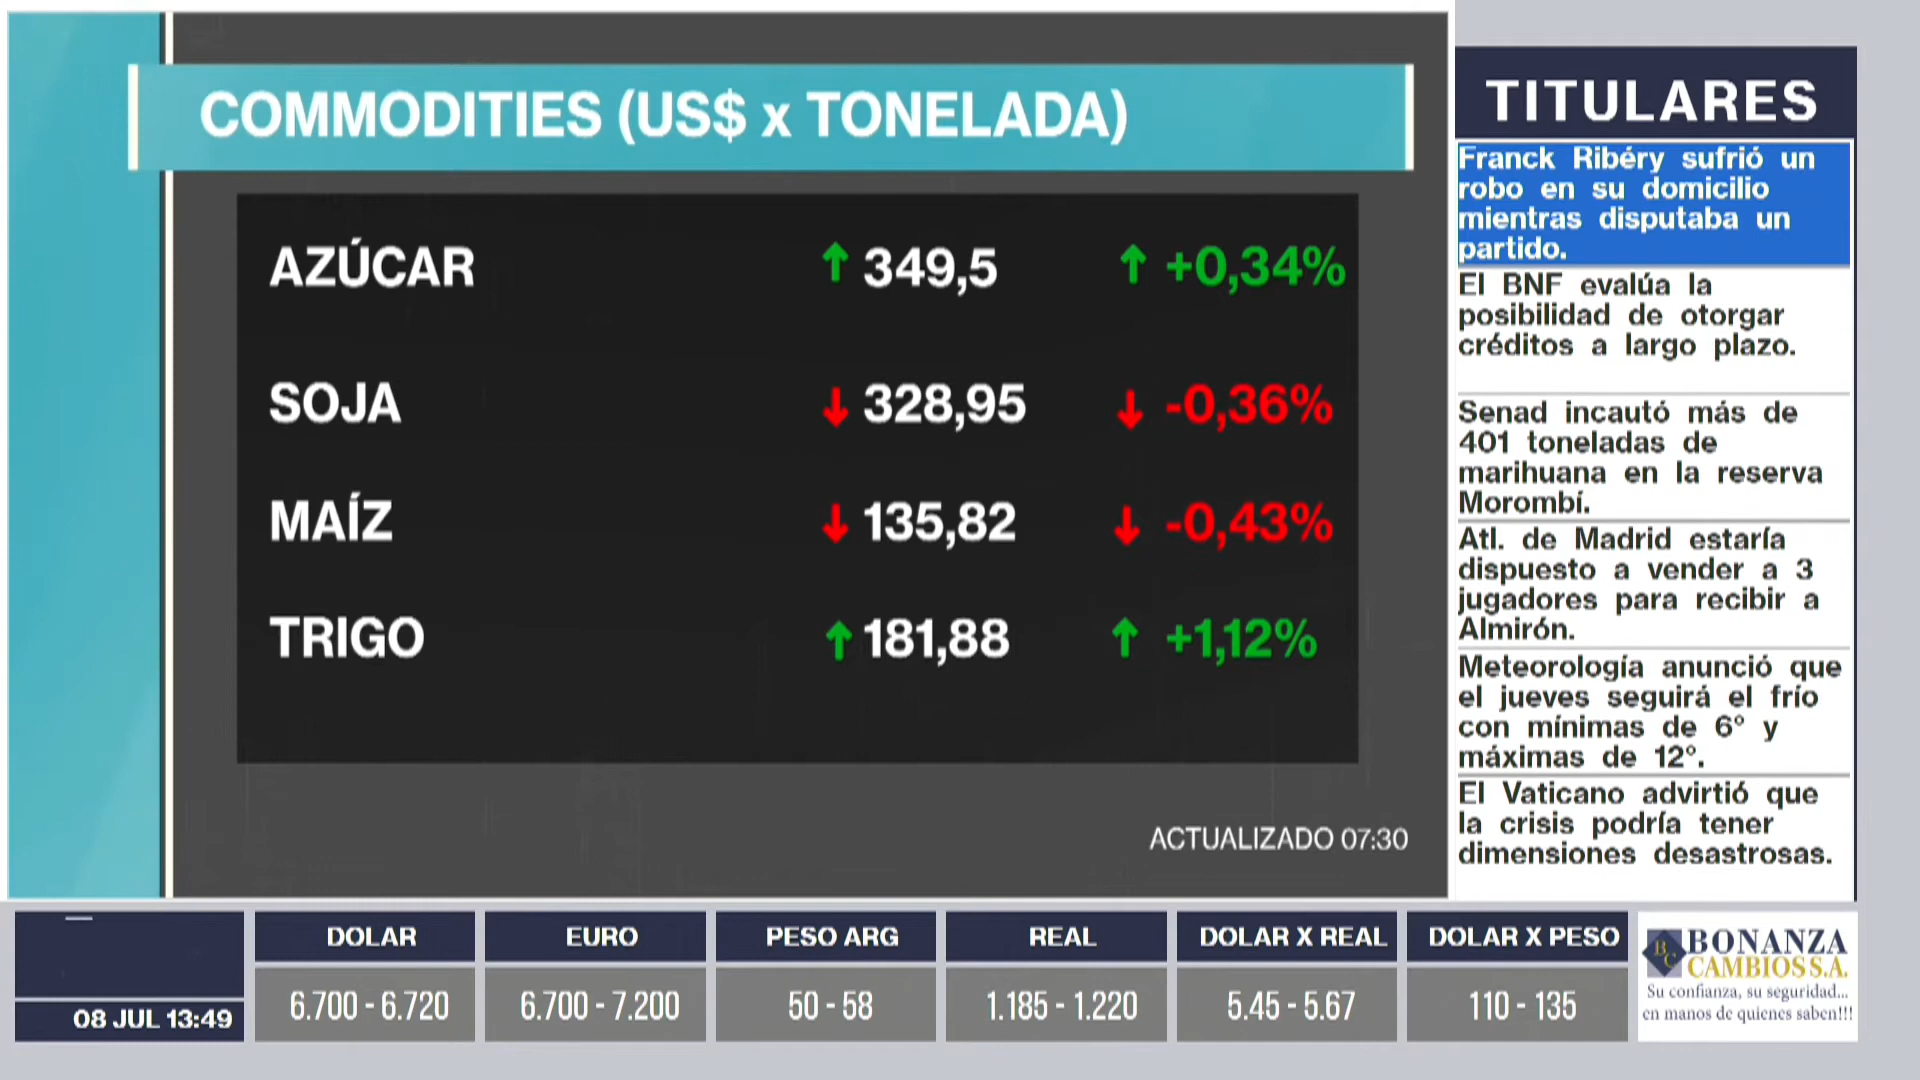 COMMODITIES (US$ x TONELADA)
AZÚCAR 349,5 +0,34%
SOJA 328,95 -0,36%
MAÍZ 135,82 -0,43%
TRIGO 181,88 +1,12%
ACTUALIZADO 07:30
TITULARES
Franck Ribéry sufrió un
robo en su domicilio
mientras disputaba un
partido.
El BNF evalúa la
posibilidad de otorgar
créditos a largo plazo.
Senad incautó más de
401 toneladas de
marihuana en la reserva
Morombí.
Atl. de Madrid estaría
dispuesto a vender a 3
jugadores para recibir a
Almirón.
Meteorología anunció que
el jueves seguirá el frío
con mínimas de 6° y
máximas de 12°.
El Vaticano advirtió que
la crisis podría tener
dimensiones desastrosas.
08 JUL 13:49
DOLAR
6.700 - 6.720
EURO
6.700 - 7.200
PESO ARG
50 - 58
REAL
1.185 - 1.220
DOLAR X REAL
5.45 - 5.67
DOLAR X PESO
110 - 135
BC
BONANZA
CAMBIOS S.A.
Su confianza, su seguridad...
en manos de quienes saben!!!